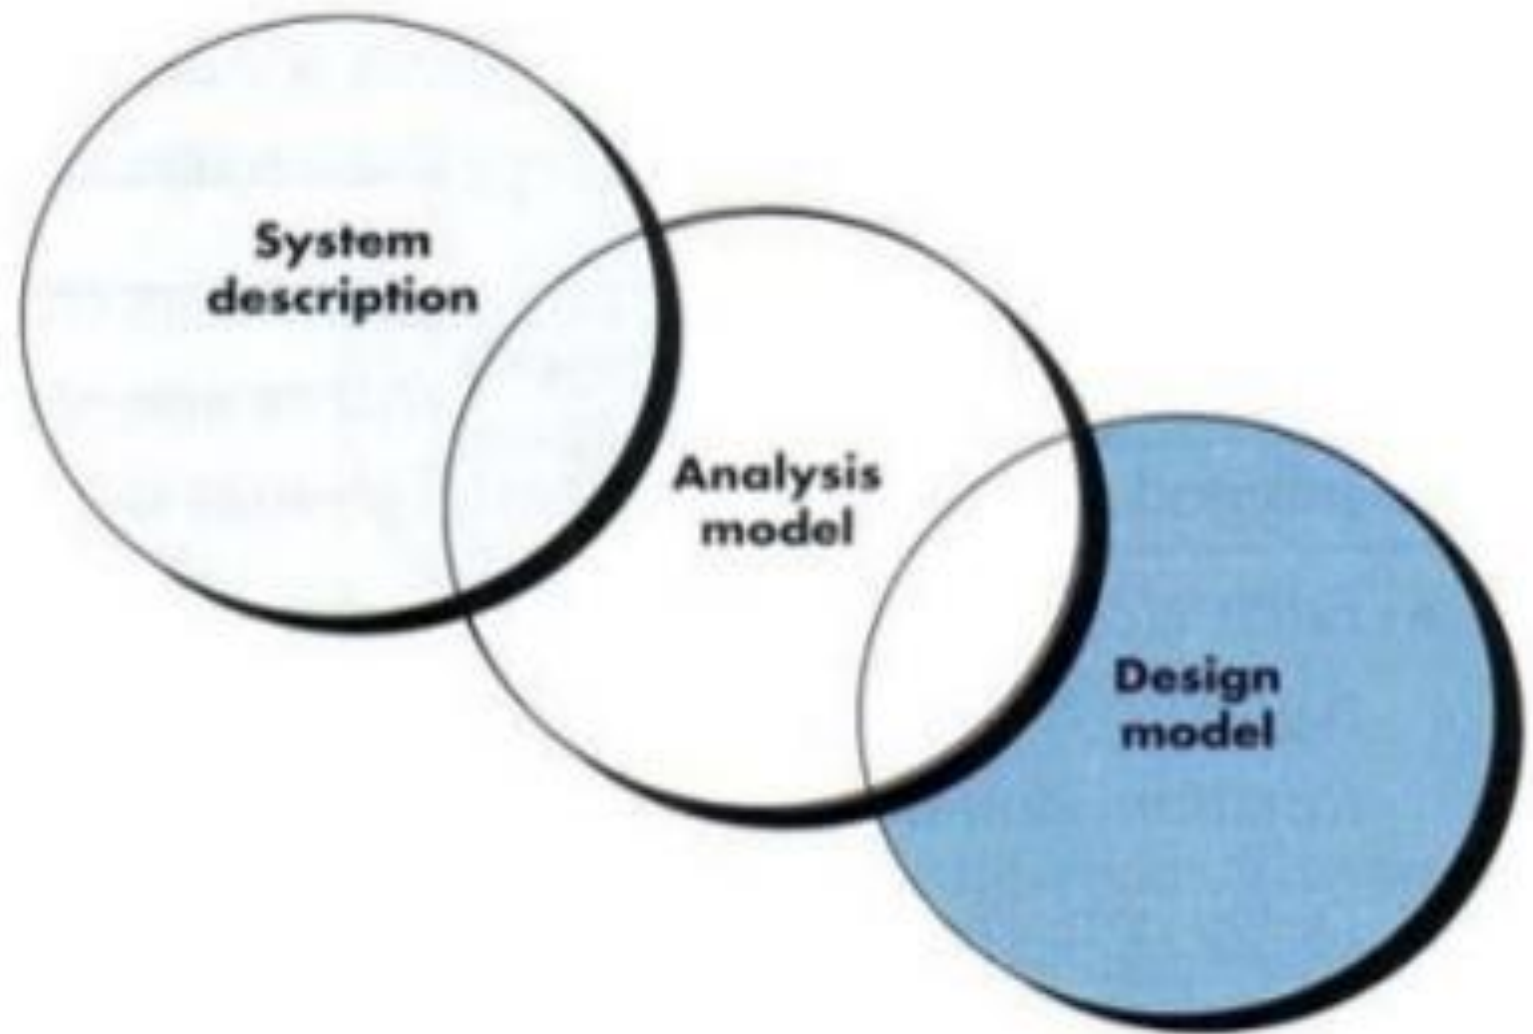 System
description
Analysis
model
Design
model